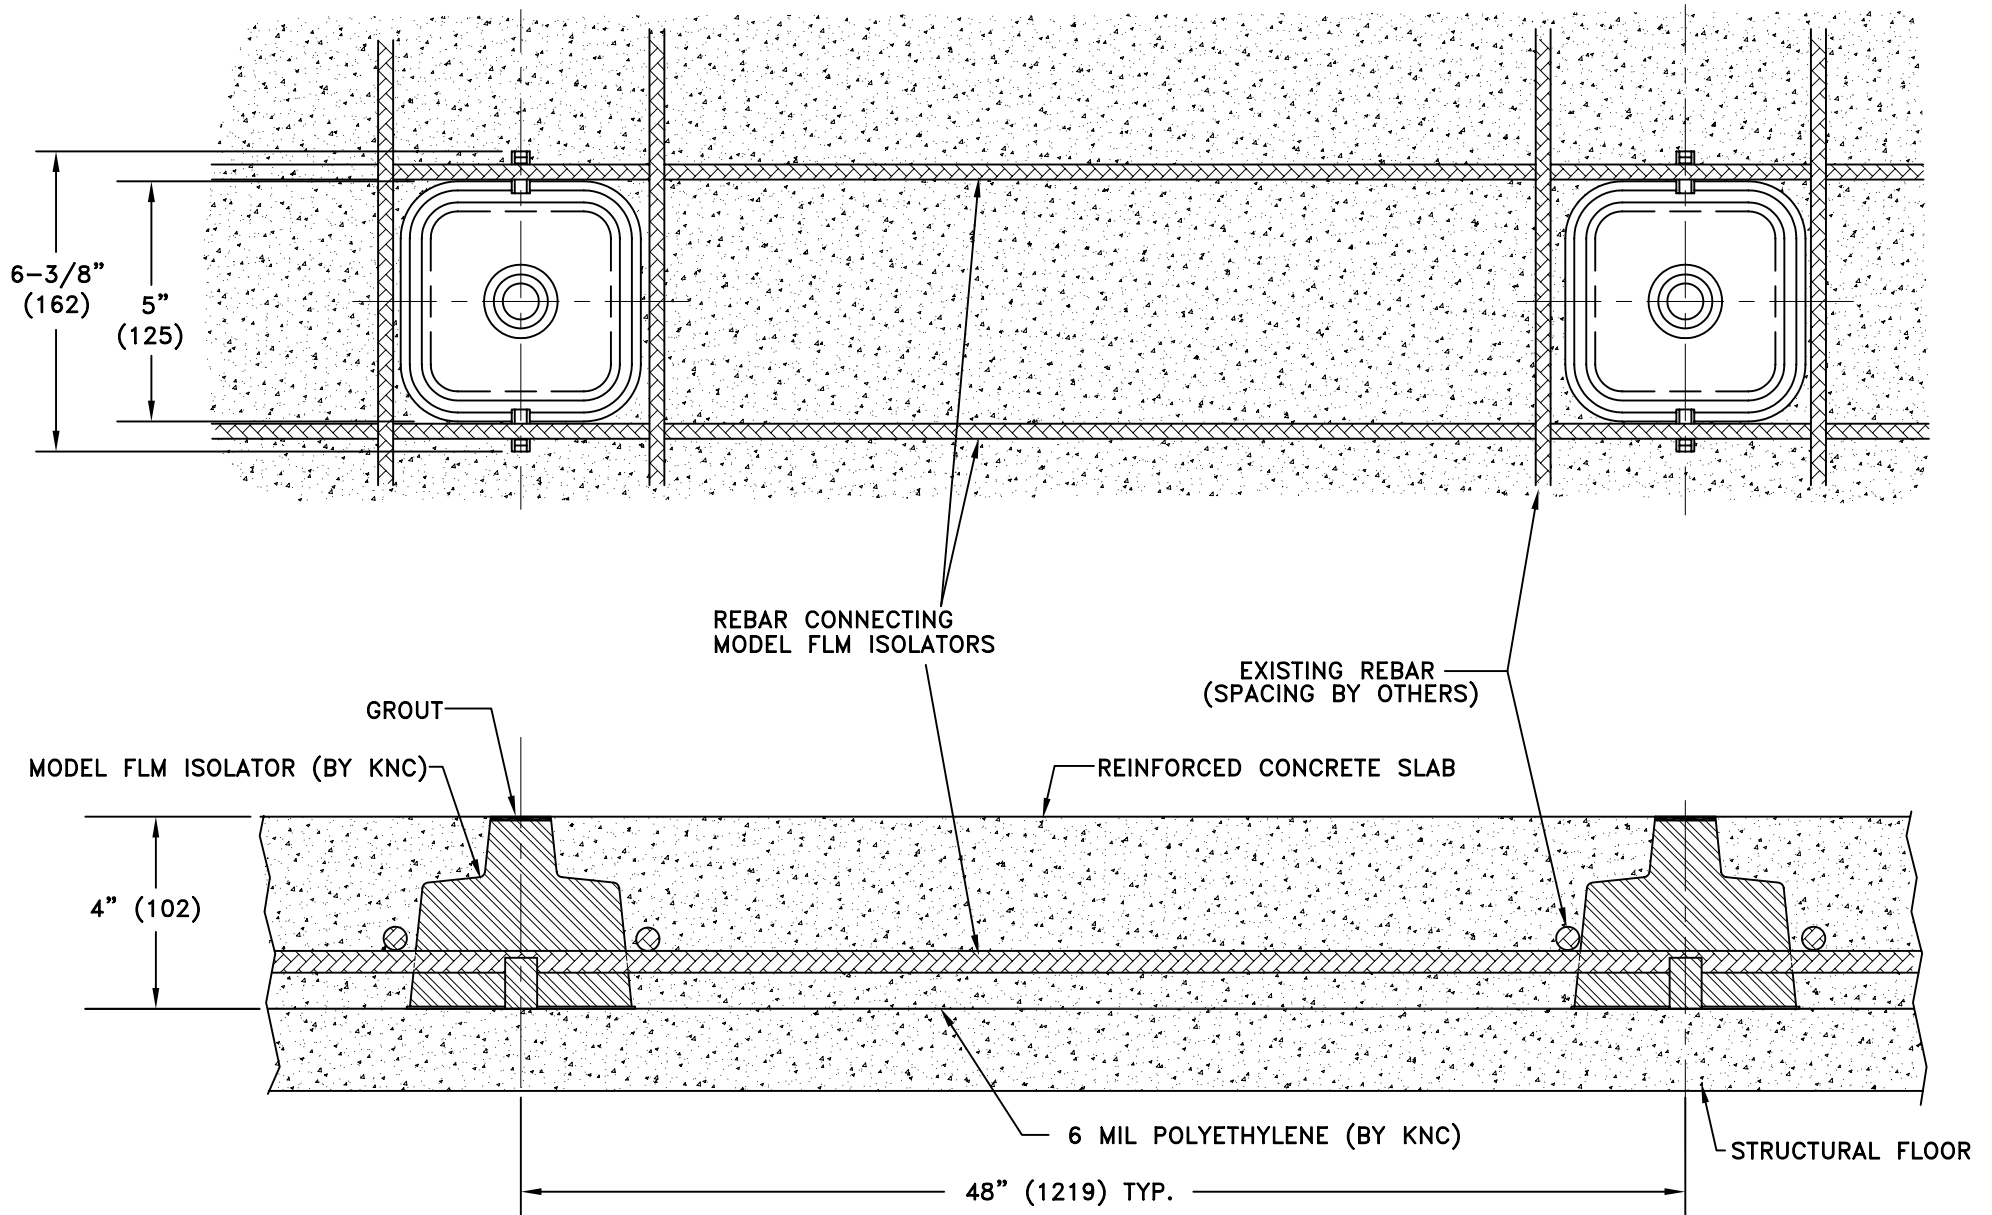 6-3/8"
(162)
5"
(125)
REBAR CONNECTING
MODEL FLM ISOLATORS
EXISTING REBAR
(SPACING BY OTHERS)
GROUT
MODEL FLM ISOLATOR (BY KNC)
REINFORCED CONCRETE SLAB
4" (102)
6 MIL POLYETHYLENE (BY KNC)
STRUCTURAL FLOOR
48" (1219) TYP.